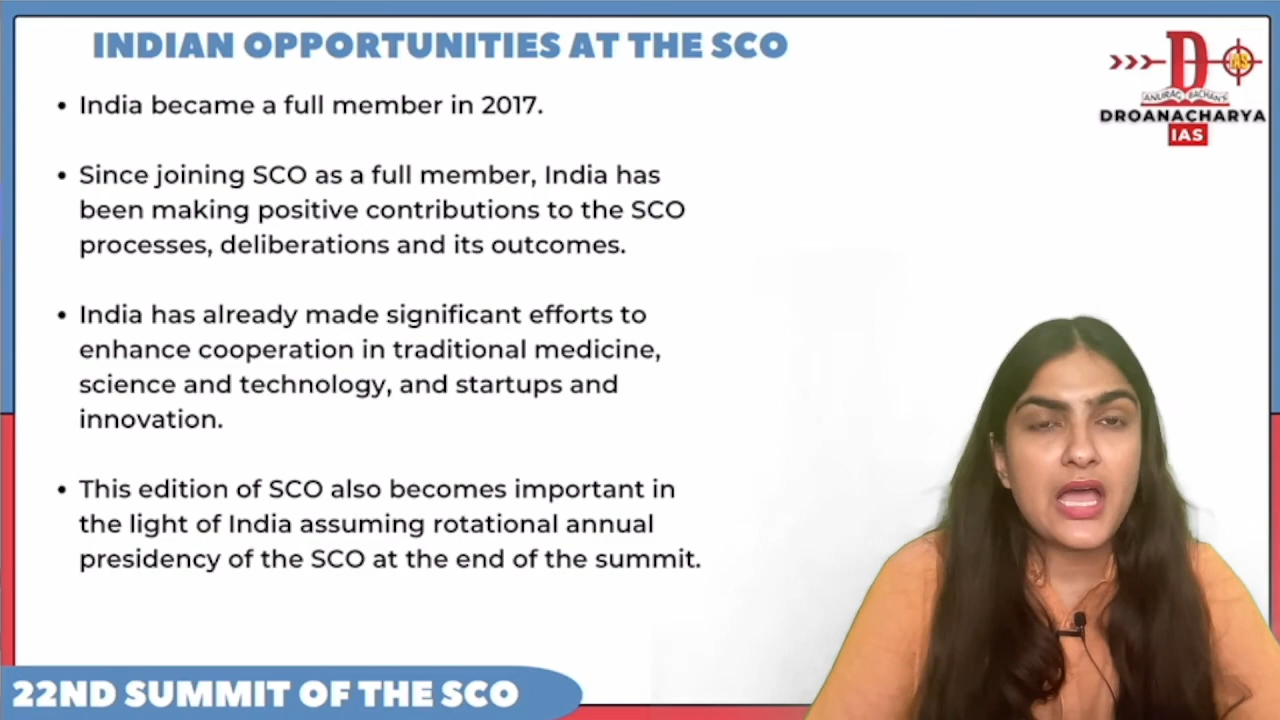 INDIAN OPPORTUNITIES AT THE SCO
• India became a full member in 2017.
• Since joining SCO as a full member, India has
been making positive contributions to the SCO
processes, deliberations and its outcomes.
• India has already made significant efforts to
enhance cooperation in traditional medicine,
science and technology, and startups and
innovation.
• This edition of SCO also becomes important in
the light of India assuming rotational annual
presidency of the SCO at the end of the summit.
D
IAS
ANURAG BACHAN'S
DROANACHARYA
IAS
22ND SUMMIT OF THE SCO